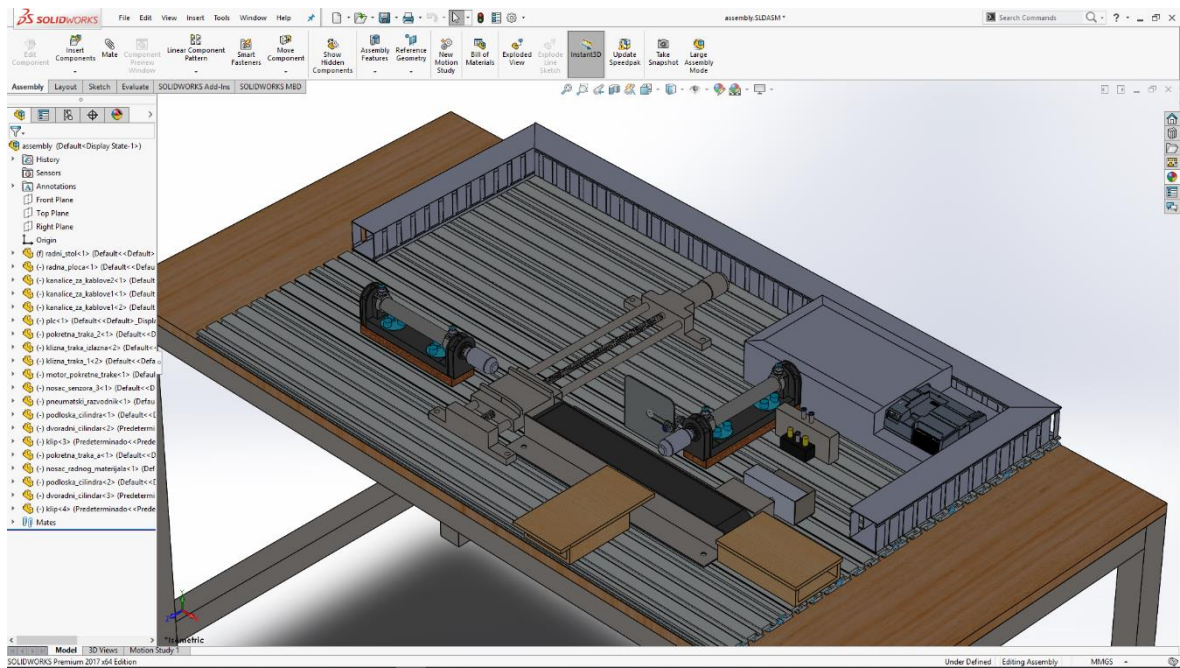 SOLIDWORKS File Edit View Insert Tools Window Help assembly.SLDASM * Search Commands
Edit Component
Insert Components
Mate
Component Preview Window
Linear Component Pattern
Smart Fasteners
Move Component
Show Hidden Components
Assembly Features
Reference Geometry
New Motion Study
Bill of Materials
Exploded View
Explode Line Sketch
Instant3D
Update Speedpak
Take Snapshot
Large Assembly Mode
Assembly Layout Sketch Evaluate SOLIDWORKS Add-Ins SOLIDWORKS MBD
assembly (Default<Display State-1>)
History
Sensors
Annotations
Front Plane
Top Plane
Right Plane
Origin
(f) radni_stol<1> (Default<<Default>
(-) radna_ploca<1> (Default<<Defau
(-) kanalice_za_kablove2<1> (Default
(-) kanalice_za_kablove1<1> (Default
(-) kanalice_za_kablove1<2> (Default
(-) plc<1> (Default<<Default>_Displa
(-) pokretna_traka_2<1> (Default<<D
(-) klizna_traka_izlazna<2> (Default<
(-) klizna_traka_1<2> (Default<<Defa
(-) motor_pokretne_trake<1> (Defaul
(-) nosac_senzora_3<1> (Default<<D
(-) pneumatski_razvodnik<1> (Defau
(-) podloska_cilindra<1> (Default<<D
(-) dvoradni_cilindar<2> (Predetermi
(-) klip<3> (Predeterminado<<Prede
(-) pokretna_traka_a<1> (Default<<D
(-) nosac_radnog_materijala<1> (Def
(-) podloska_cilindra<2> (Default<<D
(-) dvoradni_cilindar<3> (Predetermi
(-) klip<4> (Predeterminado<<Prede
Mates
*Isometric
Model 3D Views Motion Study 1
SOLIDWORKS Premium 2017 x64 Edition Under Defined Editing Assembly MMGS